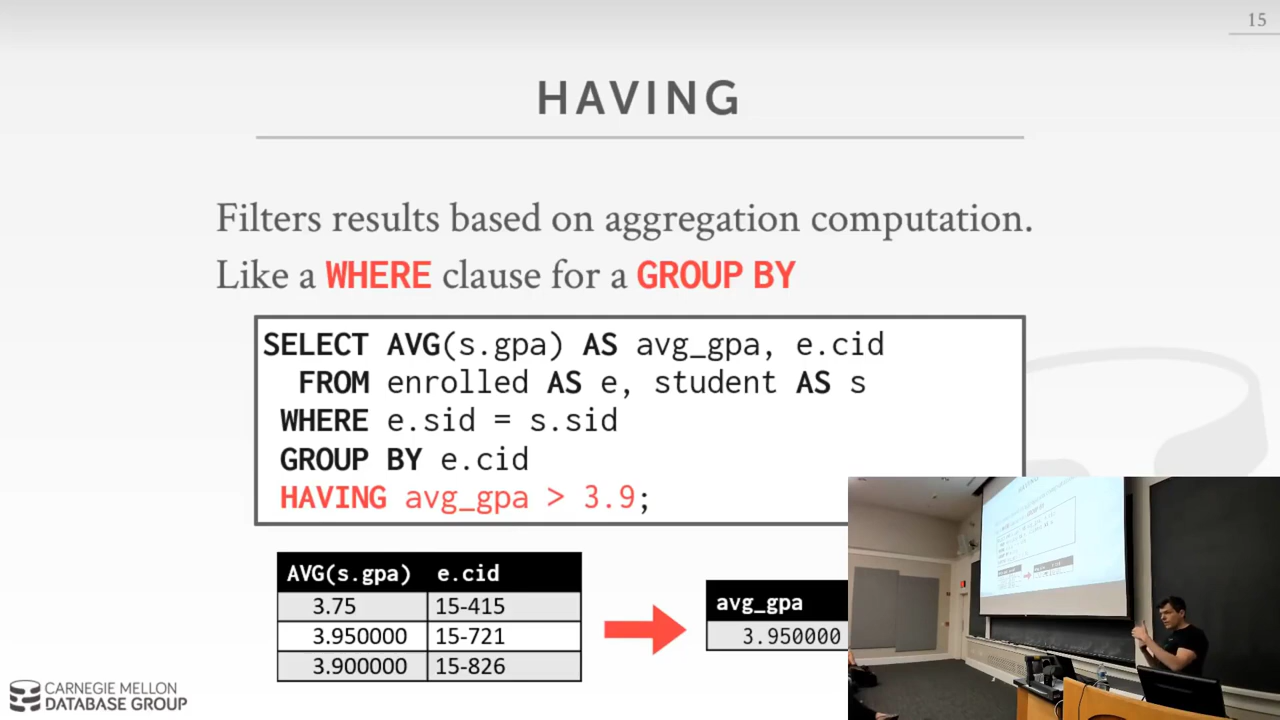 15
HAVING
Filters results based on aggregation computation.
Like a WHERE clause for a GROUP BY
SELECT AVG(s.gpa) AS avg_gpa, e.cid
FROM enrolled AS e, student AS s
WHERE e.sid = s.sid
GROUP BY e.cid
HAVING avg_gpa > 3.9;
AVG(s.gpa) e.cid
3.75 15-415
3.950000 15-721
3.900000 15-826
avg_gpa
3.950000
CARNEGIE MELLON
DATABASE GROUP